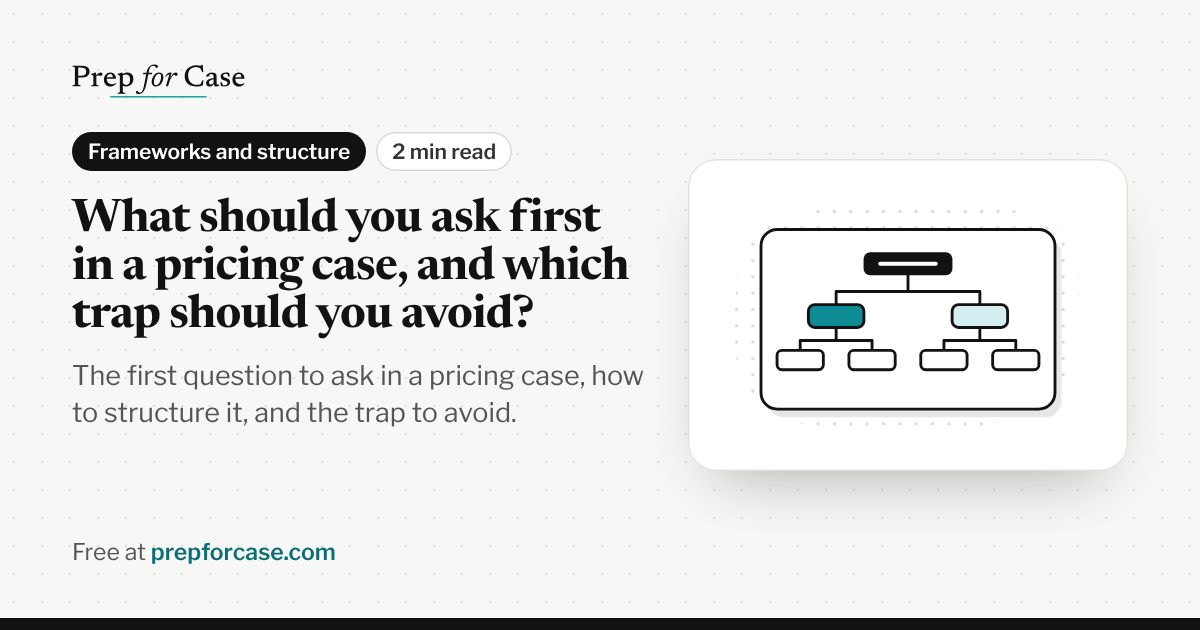 Prep for Case
Frameworks and structure
2 min read
What should you ask first
in a pricing case, and which
trap should you avoid?
The first question to ask in a pricing case, how
to structure it, and the trap to avoid.
Free at prepforcase.com